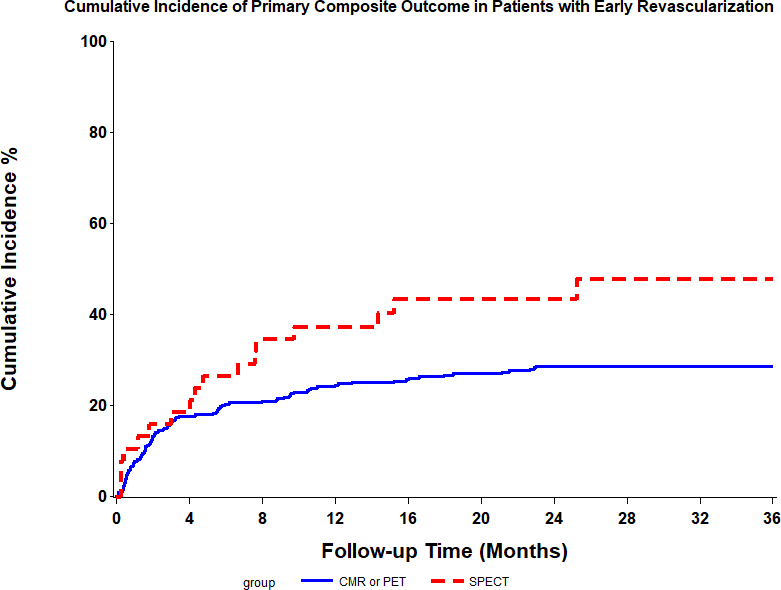 Cumulative Incidence of Primary Composite Outcome in Patients with Early Revascularization
100
80
60
40
20
0
Cumulative Incidence %
0 4 8 12 16 20 24 28 32 36
Follow-up Time (Months)
group CMR or PET SPECT